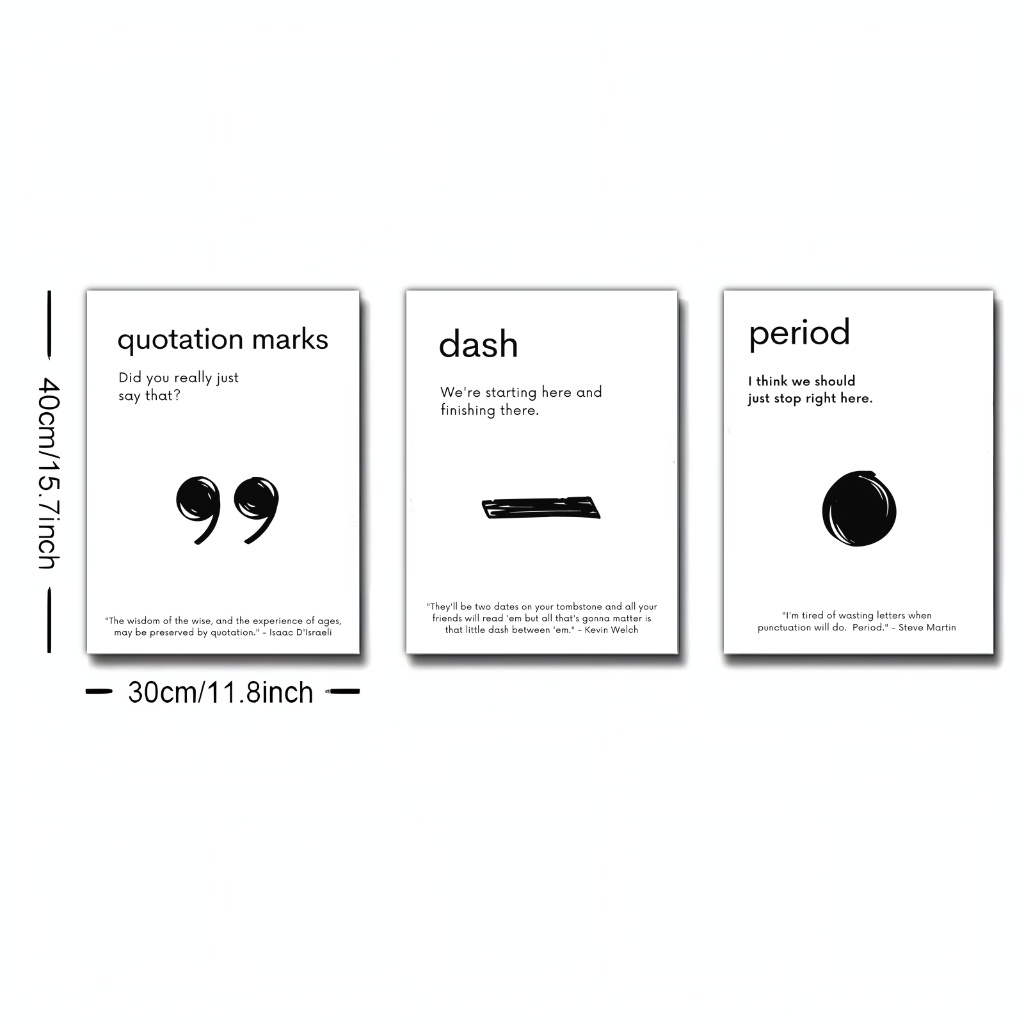 40cm/15.7inch
quotation marks
Did you really just
say that?
"The wisdom of the wise, and the experience of ages,
may be preserved by quotation." - Isaac D'Israeli
30cm/11.8inch
dash
We're starting here and
finishing there.
"They'll be two dates on your tombstone and all your
friends will read 'em but all that's gonna matter is
that little dash between 'em." - Kevin Welch
period
I think we should
just stop right here.
"I'm tired of wasting letters when
punctuation will do.  Period." - Steve Martin